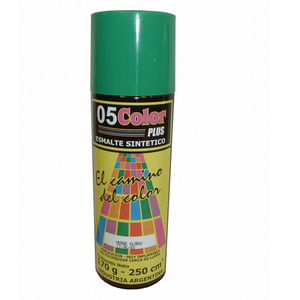 05Color
PLUS
ESMALTE SINTETICO
El camino
del color
VERDE CLARO
170 g - 250 cm
INDUSTRIA ARGENTINA